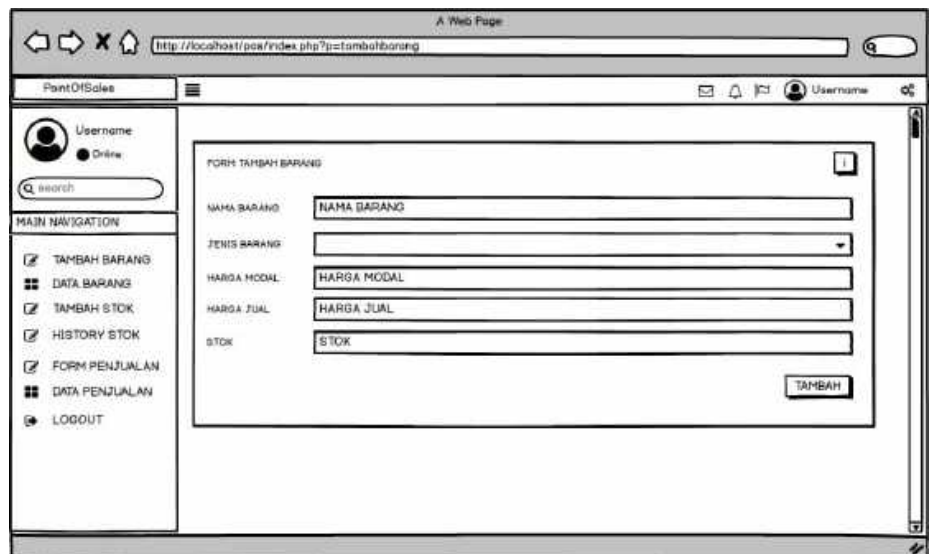 A Web Page
http://localhost/pos/index.php?p=tambahbarang
PointOfSales
Username
Username
Online
search
MAIN NAVIGATION
TAMBAH BARANG
DATA BARANG
TAMBAH STOK
HISTORY STOK
FORM PENJUALAN
DATA PENJUALAN
LOGOUT
FORM TAMBAH BARANG
i
NAMA BARANG NAMA BARANG
JENIS BARANG
HARGA MODAL HARGA MODAL
HARGA JUAL HARGA JUAL
STOK STOK
TAMBAH